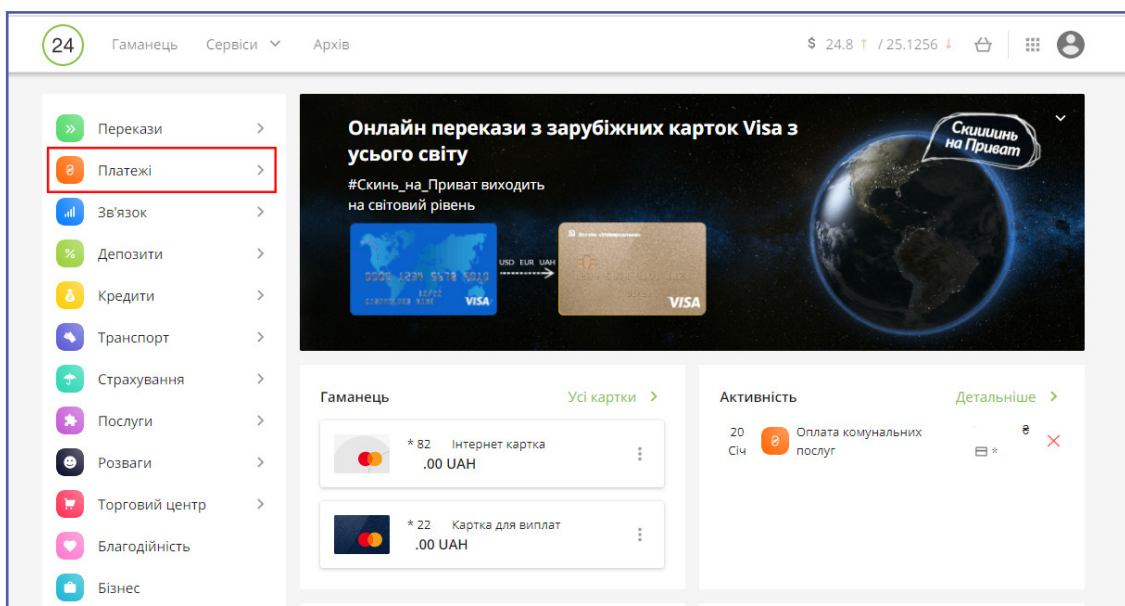 24
Гаманець Сервіси Архів
$ 24.8 ↑ / 25.1256 ↓
Перекази
Платежі
Зв'язок
Депозити
Кредити
Транспорт
Страхування
Послуги
Розваги
Торговий центр
Благодійність
Бізнес
Онлайн перекази з зарубіжних карток Visa з
усього світу
#Скинь_на_Приват виходить
на світовий рівень
Скиишинь
на Приват
USD EUR UAH
VISA
VISA
Гаманець
Усі картки
* 82 Інтернет картка
.00 UAH
* 22 Картка для виплат
.00 UAH
Активність
Детальніше
20
Січ
Оплата комунальних
послуг
₴
*